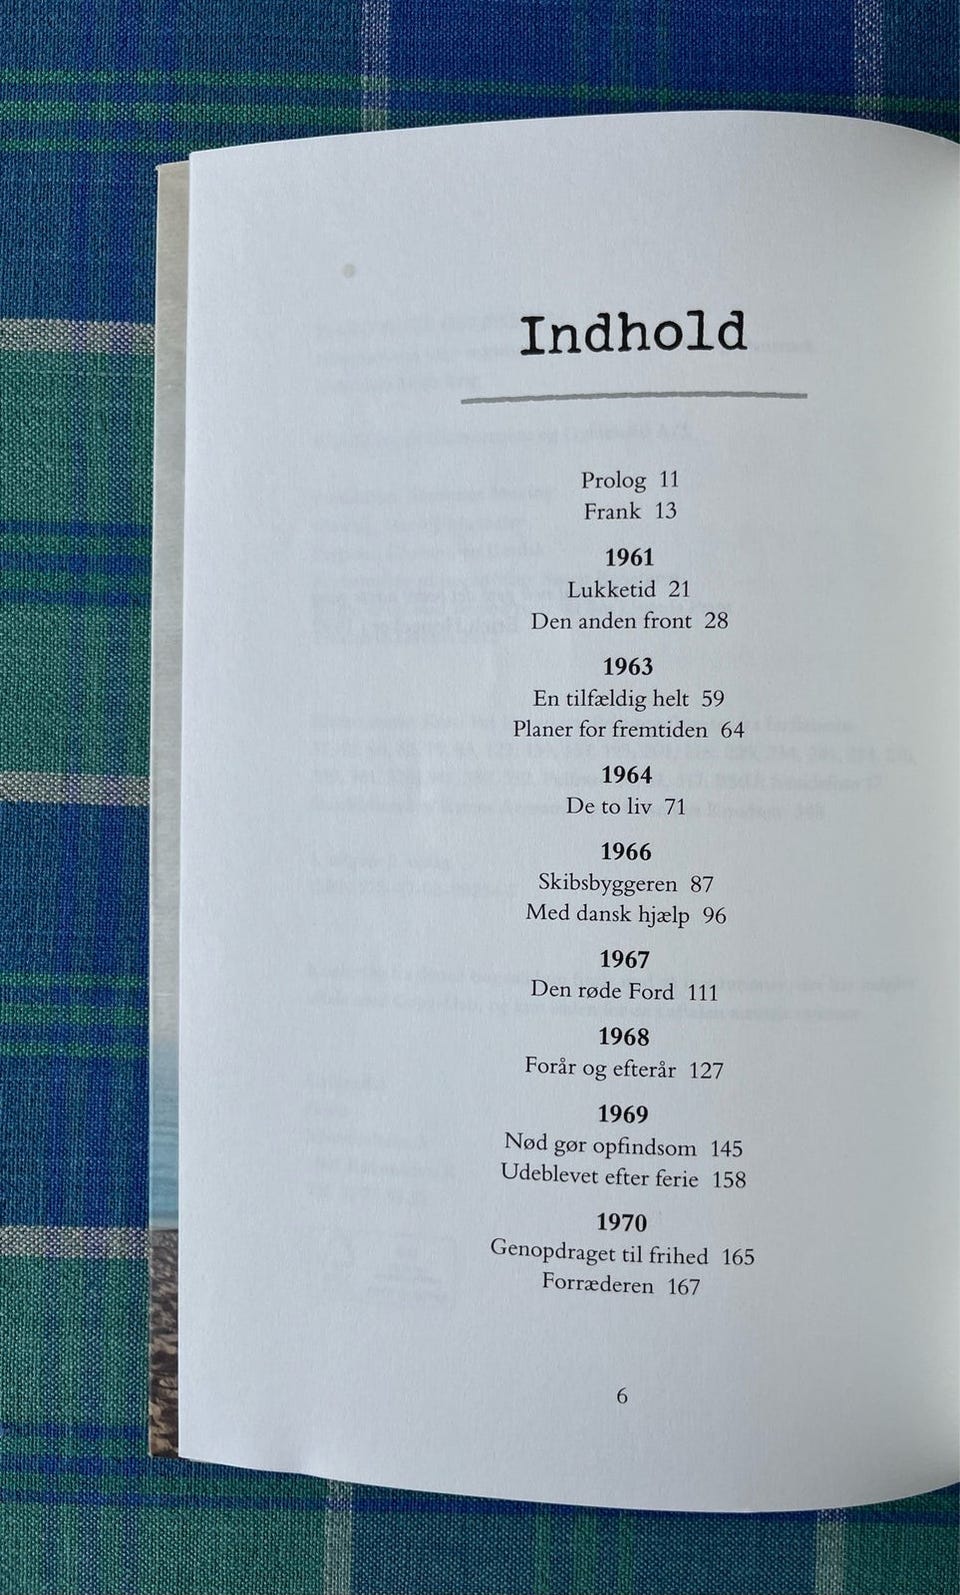 Indhold
Prolog 11
Frank 13
1961
Lukketid 21
Den anden front 28
1963
En tilfældig helt 59
Planer for fremtiden 64
1964
De to liv 71
1966
Skibsbyggeren 87
Med dansk hjælp 96
1967
Den røde Ford 111
1968
Forår og efterår 127
1969
Nød gør opfindsom 145
Udeblevet efter ferie 158
1970
Genopdraget til frihed 165
Forræderen 167
6